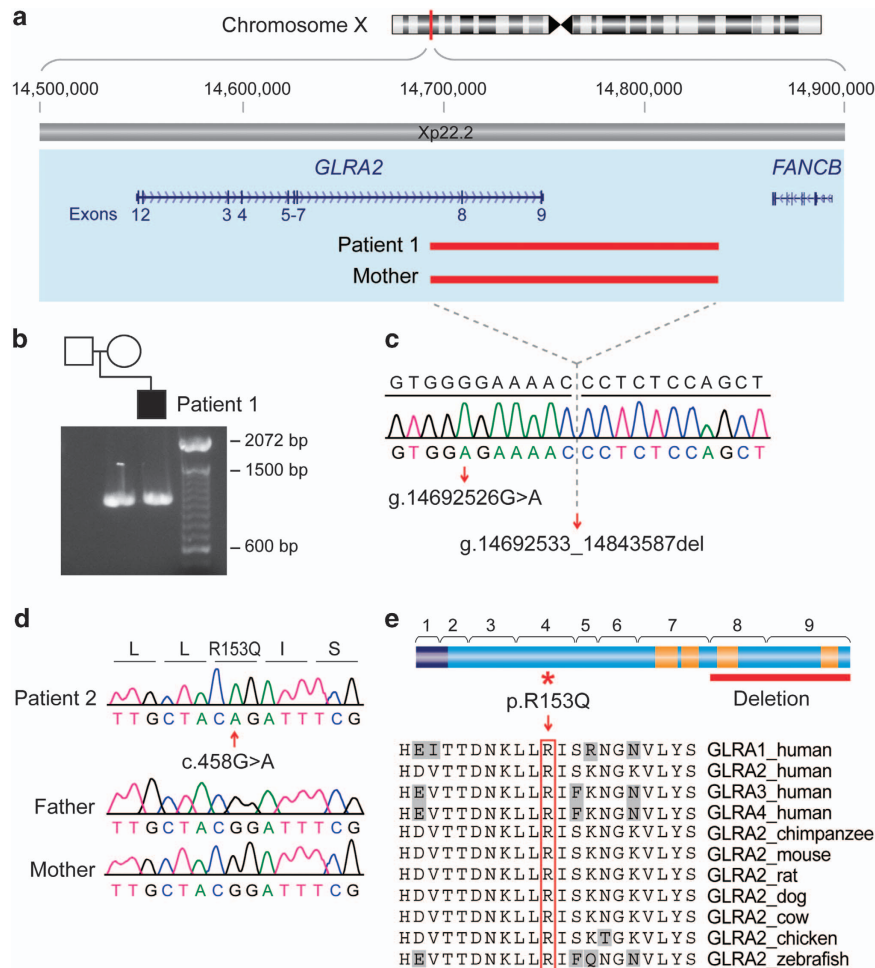 a
Chromosome X
14,500,000 14,600,000 14,700,000 14,800,000 14,900,000
Xp22.2
GLRA2 FANCB
Exons 12 3 4 5-7 8 9
Patient 1
Mother
b
Patient 1
2072 bp
1500 bp
600 bp
c
GTGGGGAAAAC CCTCTCCAGCT
GTGGAGAAAACCCCTCTCCAGCT
g.14692526G>A
g.14692533_14843587del
d
L L R153Q I S
Patient 2
TTGCTACAGATTTCG
c.458G>A
Father
TTGCTACGGATTTCG
Mother
TTGCTACGGATTTCG
e
1 2 3 4 5 6 7 8 9
*
p.R153Q
Deletion
HEITTDNKLLRISRNGNVLYS GLRA1_human
HDVTTDNKLLRISKNGKVLYS GLRA2_human
HEVTTDNKLLRIFKNGNVLYS GLRA3_human
HEVTTDNKLLRIFKNGNVLYS GLRA4_human
HDVTTDNKLLRISKNGKVLYS GLRA2_chimpanzee
HDVTTDNKLLRISKNGKVLYS GLRA2_mouse
HDVTTDNKLLRISKNGKVLYS GLRA2_rat
HDVTTDNKLLRISKNGKVLYS GLRA2_dog
HDVTTDNKLLRISKNGKVLYS GLRA2_cow
HDVTTDNKLLRISKTGKVLYS GLRA2_chicken
HEVTTDNKLLRIFQNGNVLYS GLRA2_zebrafish